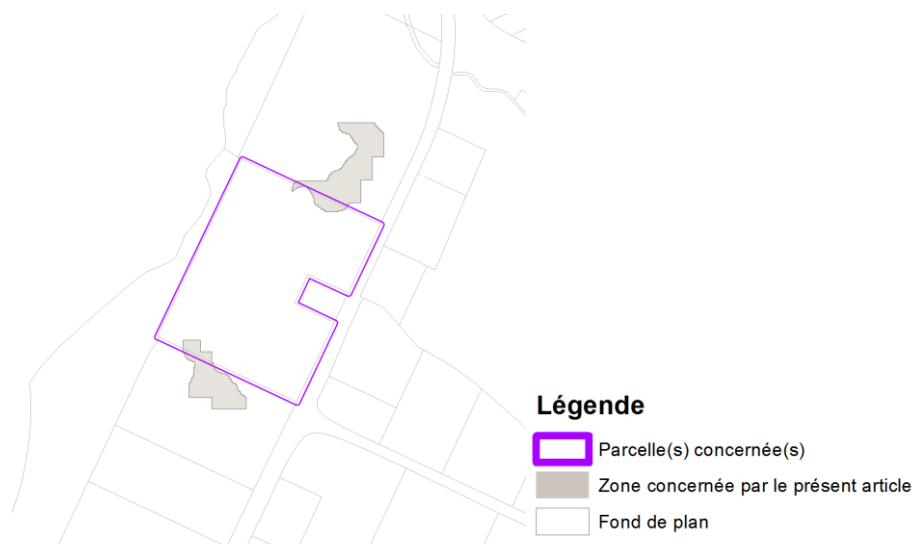 Légende
Parcelle(s) concernée(s)
Zone concernée par le présent article
Fond de plan